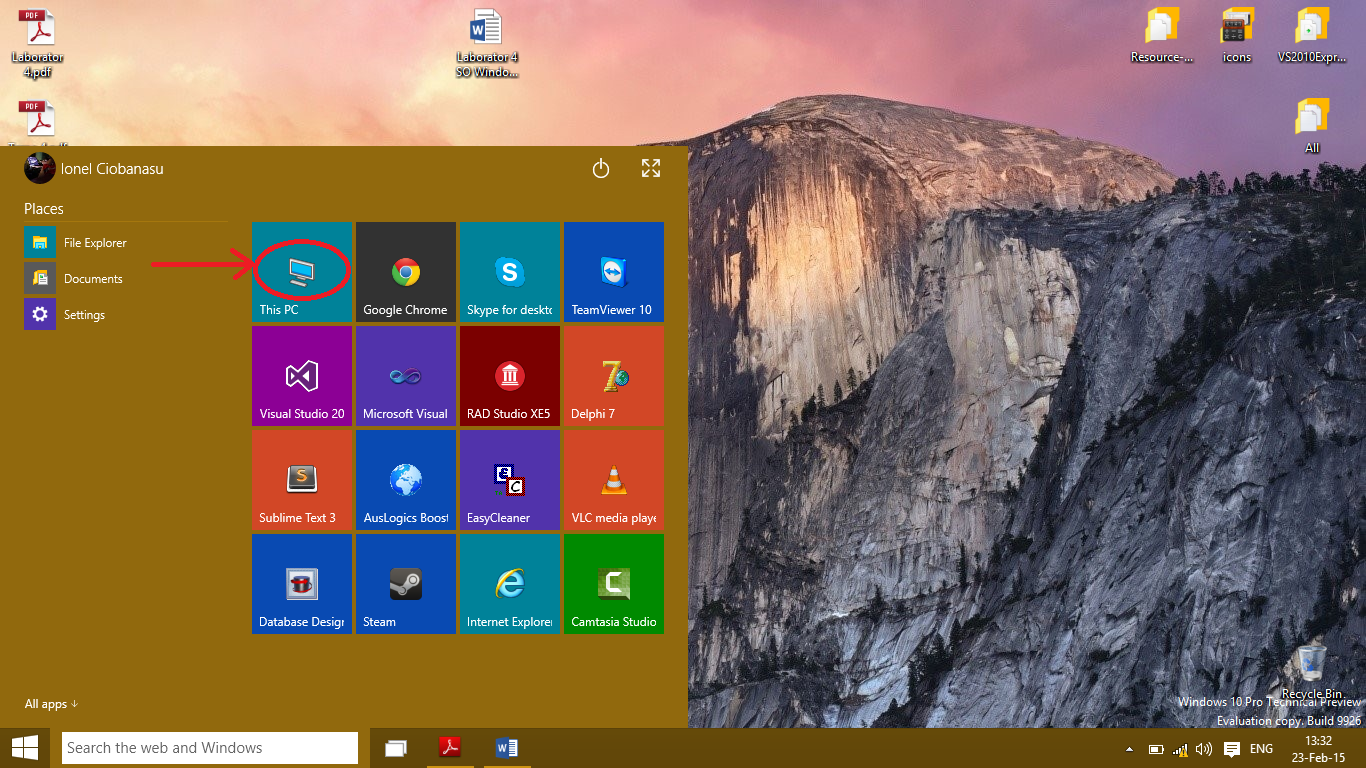 PDF
Laborator
4.pdf
Laborator 4
SO Windo...
Resource-...
icons
VS2010Expr...
PDF
All
Ionel Ciobanasu
Places
File Explorer
Documents
Settings
This PC
Google Chrome
Skype for deskto
TeamViewer 10
Visual Studio 20
Microsoft Visual
RAD Studio XE5
Delphi 7
Sublime Text 3
AusLogics Boost
EasyCleaner
VLC media playe
Database Design
Steam
Internet Explorer
Camtasia Studio
All apps
Recycle Bin
Windows 10 Pro Technical Preview
Evaluation copy. Build 9926
Search the web and Windows
ENG
13:32
23-Feb-15